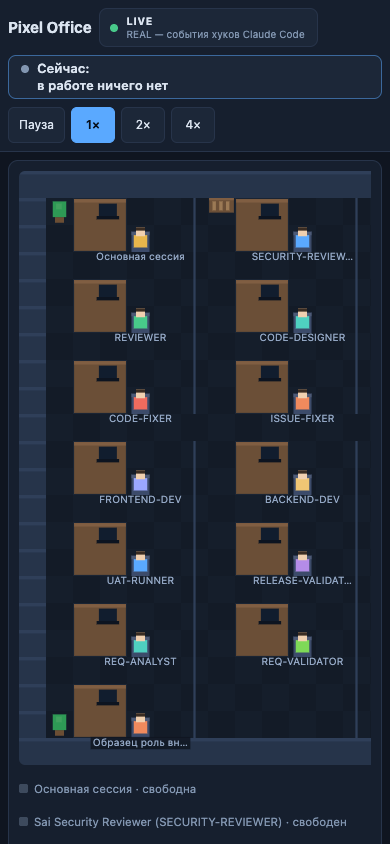 Pixel Office
LIVE
REAL — события хуков Claude Code
Сейчас:
в работе ничего нет
Пауза
1×
2×
4×
Основная сессия
SECURITY-REVIEW…
REVIEWER
CODE-DESIGNER
CODE-FIXER
ISSUE-FIXER
FRONTEND-DEV
BACKEND-DEV
UAT-RUNNER
RELEASE-VALIDAT…
REQ-ANALYST
REQ-VALIDATOR
Образец роль вн…
Основная сессия · свободна
Sai Security Reviewer (SECURITY-REVIEWER) · свободен